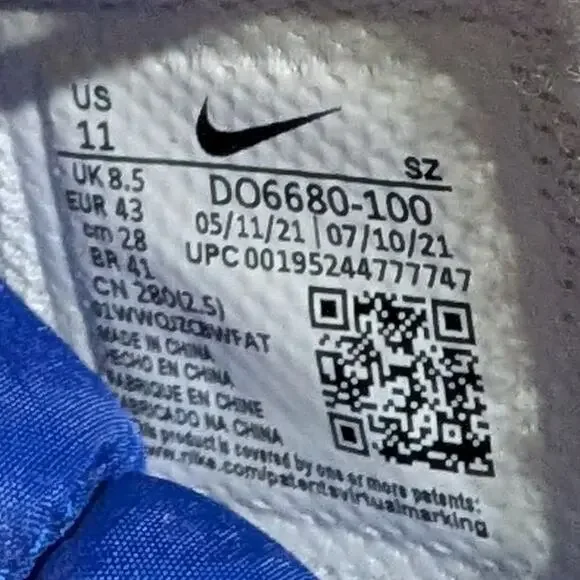 US
11
SZ
UK 8.5
EUR 43
cm 28
BR 41
CN 280(2.5)
DO6680-100
05/11/21 | 07/10/21
UPC 00195244777747
MADE IN CHINA
HECHO EN CHINA
FABRIQUE EN CHINE
FABRICADO NA CHINA
This product is covered by one or more patents:
www.nike.com/patentsvirtualmarking